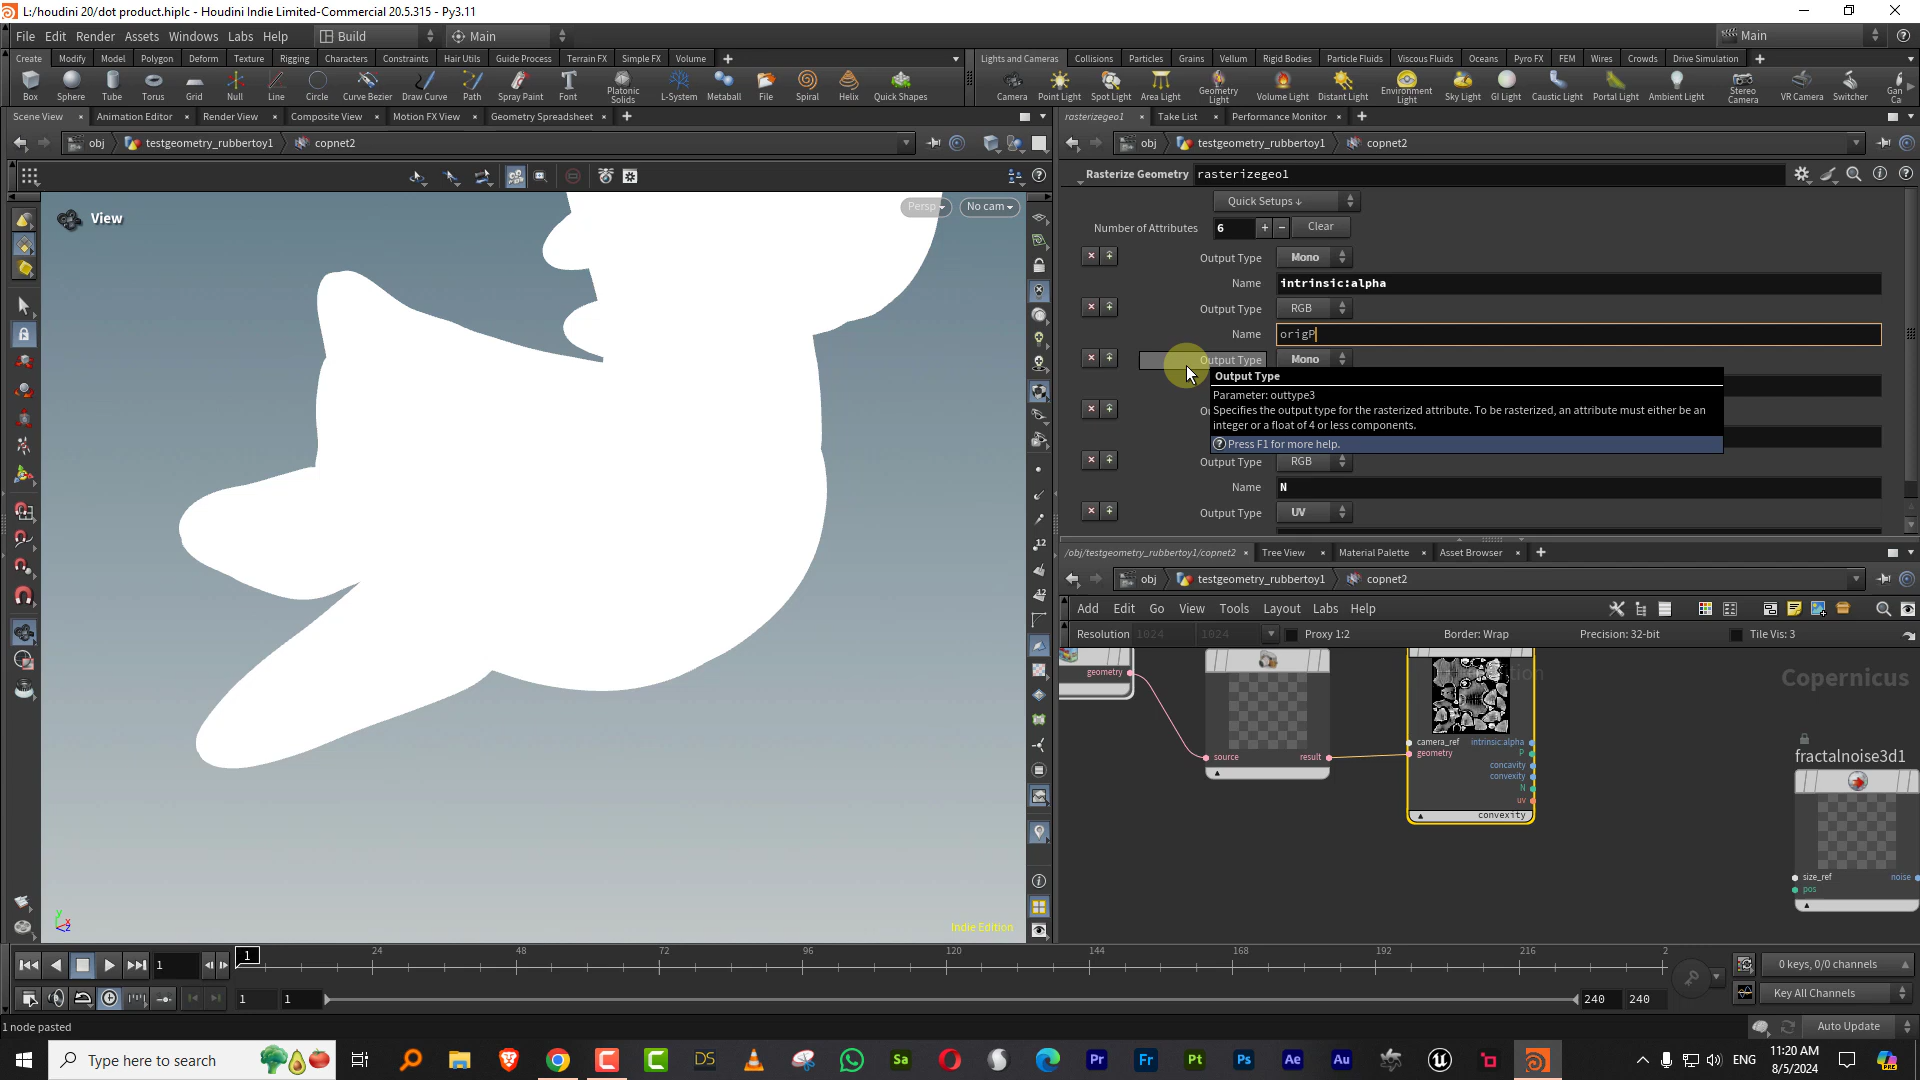 L:/houdini 20/dot product.hiplc - Houdini Indie Limited-Commercial 20.5.315 - Py3.11
File Edit Render Assets Windows Labs Help Build Main Main
Create Modify Model Polygon Deform Texture Rigging Characters Constraints Hair Utils Guide Process Terrain FX Simple FX Volume
Lights and Cameras Collisions Particles Grains Vellum Rigid Bodies Particle Fluids Viscous Fluids Oceans Pyro FX FEM Wires Crowds Drive Simulation
Box Sphere Tube Torus Grid Null Line Circle Curve Bezier Draw Curve Path Spray Paint Font Platonic Solids L-System Metaball File Spiral Helix Quick Shapes
Camera Point Light Spot Light Area Light Geometry Light Volume Light Distant Light Environment Light Sky Light GI Light Caustic Light Portal Light Ambient Light Stereo Camera VR Camera Switcher Gan Ca
Scene View Animation Editor Render View Composite View Motion FX View Geometry Spreadsheet
rasterizegeo1 Take List Performance Monitor
obj testgeometry_rubbertoy1 copnet2
obj testgeometry_rubbertoy1 copnet2
Rasterize Geometry rasterizegeo1
View
Persp No cam
Quick Setups
Number of Attributes 6 + − Clear
Output Type Mono
Name intrinsic:alpha
Output Type RGB
Name origP
Output Type Mono
Output Type
Parameter: outtype3
Specifies the output type for the rasterized attribute. To be rasterized, an attribute must either be an
integer or a float of 4 or less components.
Press F1 for more help.
Output Type RGB
Name N
Output Type UV
/obj/testgeometry_rubbertoy1/copnet2 Tree View Material Palette Asset Browser
obj testgeometry_rubbertoy1 copnet2
Add Edit Go View Tools Layout Labs Help
Resolution 1024 1024 Proxy 1:2 Border: Wrap Precision: 32-bit Tile Vis: 3
Copernicus
geometry
source result
camera_ref intrinsic:alpha
geometry P
concavity
convexity
N
uv
convexity
fractalnoise3d1
size_ref noise
pos
Indie Edition
1 24 48 72 96 120 144 168 192 216 2
1
0 keys, 0/0 channels
1 1 240 240
Key All Channels
1 node pasted
Auto Update
Type here to search
ENG
11:20 AM
8/5/2024